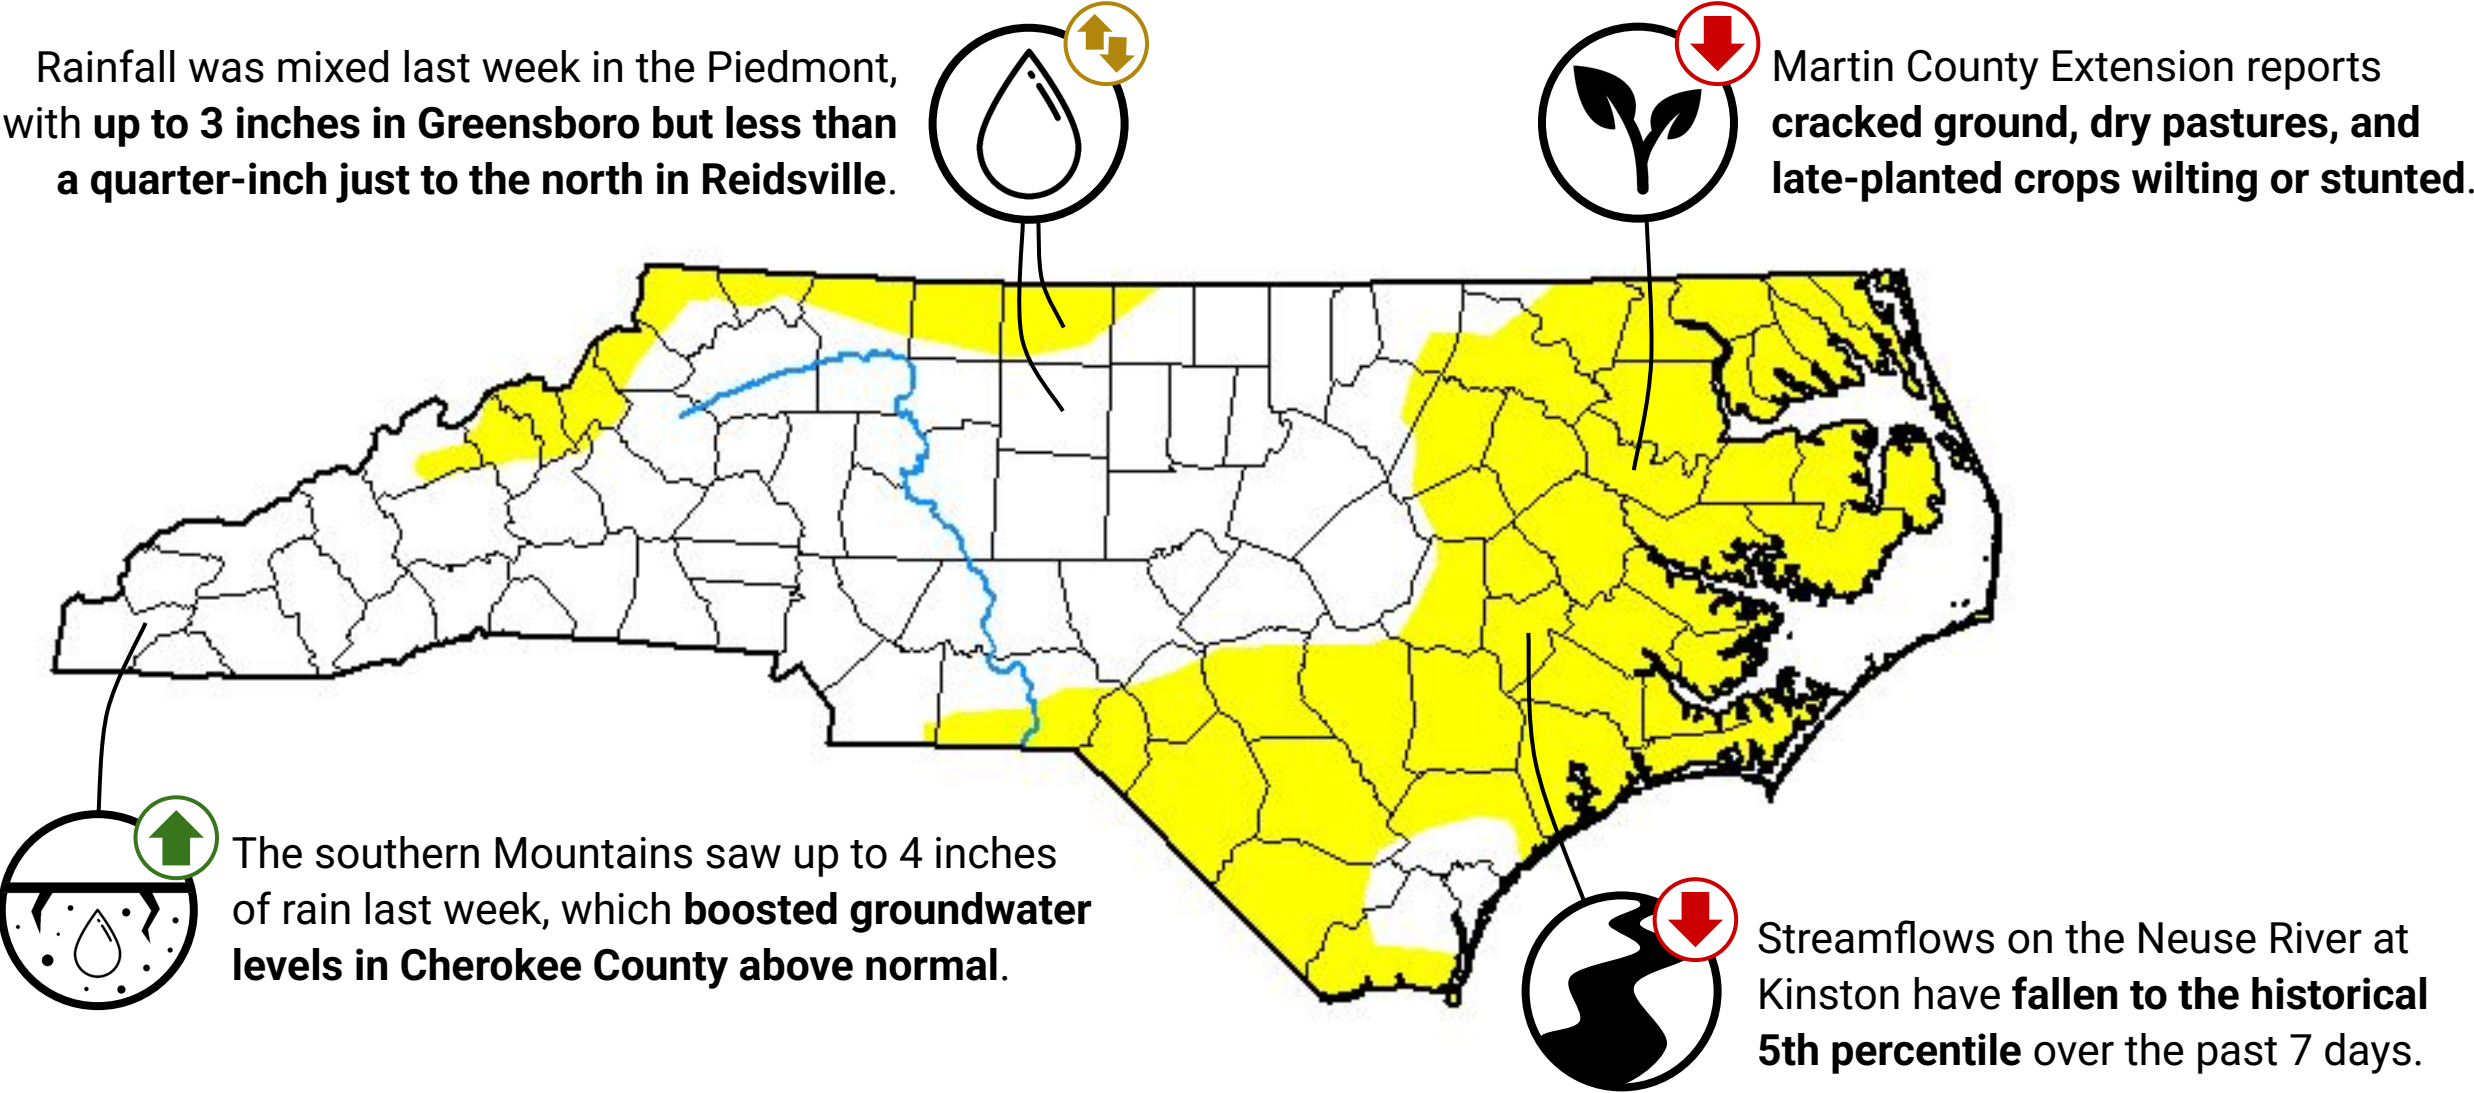 Rainfall was mixed last week in the Piedmont,
with up to 3 inches in Greensboro but less than
a quarter-inch just to the north in Reidsville.
Martin County Extension reports
cracked ground, dry pastures, and
late-planted crops wilting or stunted.
The southern Mountains saw up to 4 inches
of rain last week, which boosted groundwater
levels in Cherokee County above normal.
Streamflows on the Neuse River at
Kinston have fallen to the historical
5th percentile over the past 7 days.